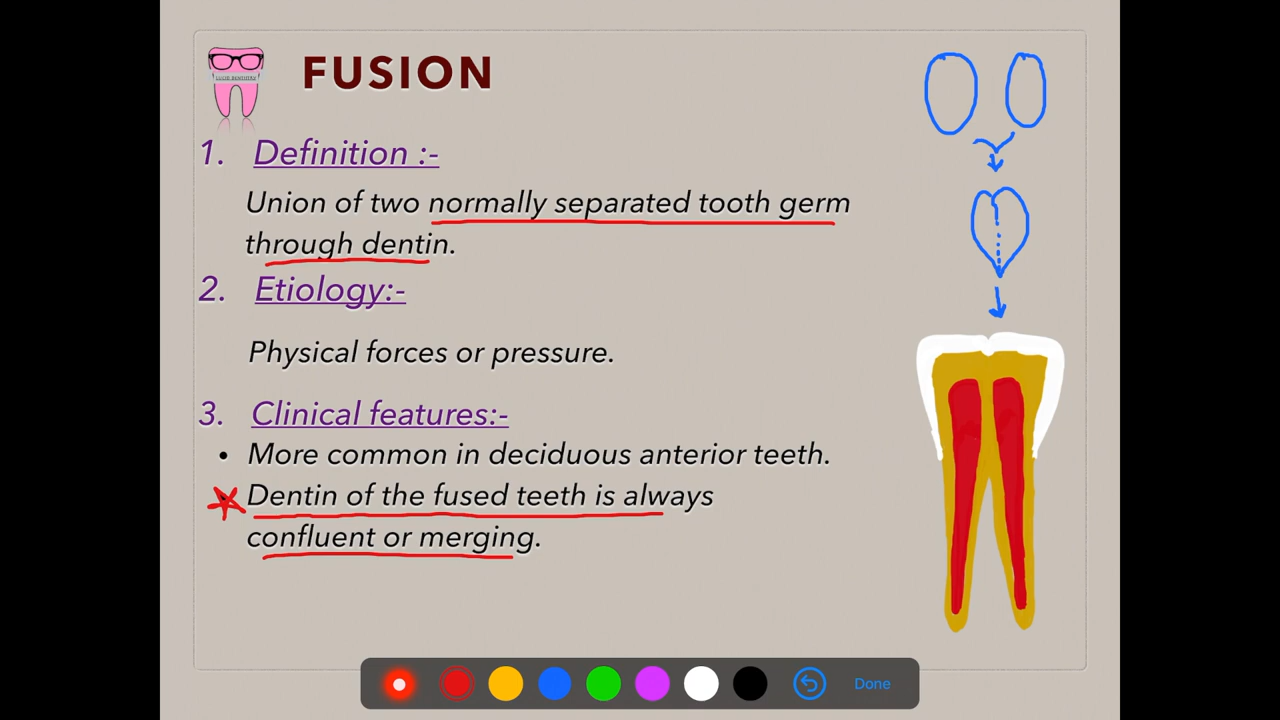 FUSION
1. Definition :-
Union of two normally separated tooth germ
through dentin.
2. Etiology:-
Physical forces or pressure.
3. Clinical features:-
• More common in deciduous anterior teeth.
Dentin of the fused teeth is always
confluent or merging.
Done